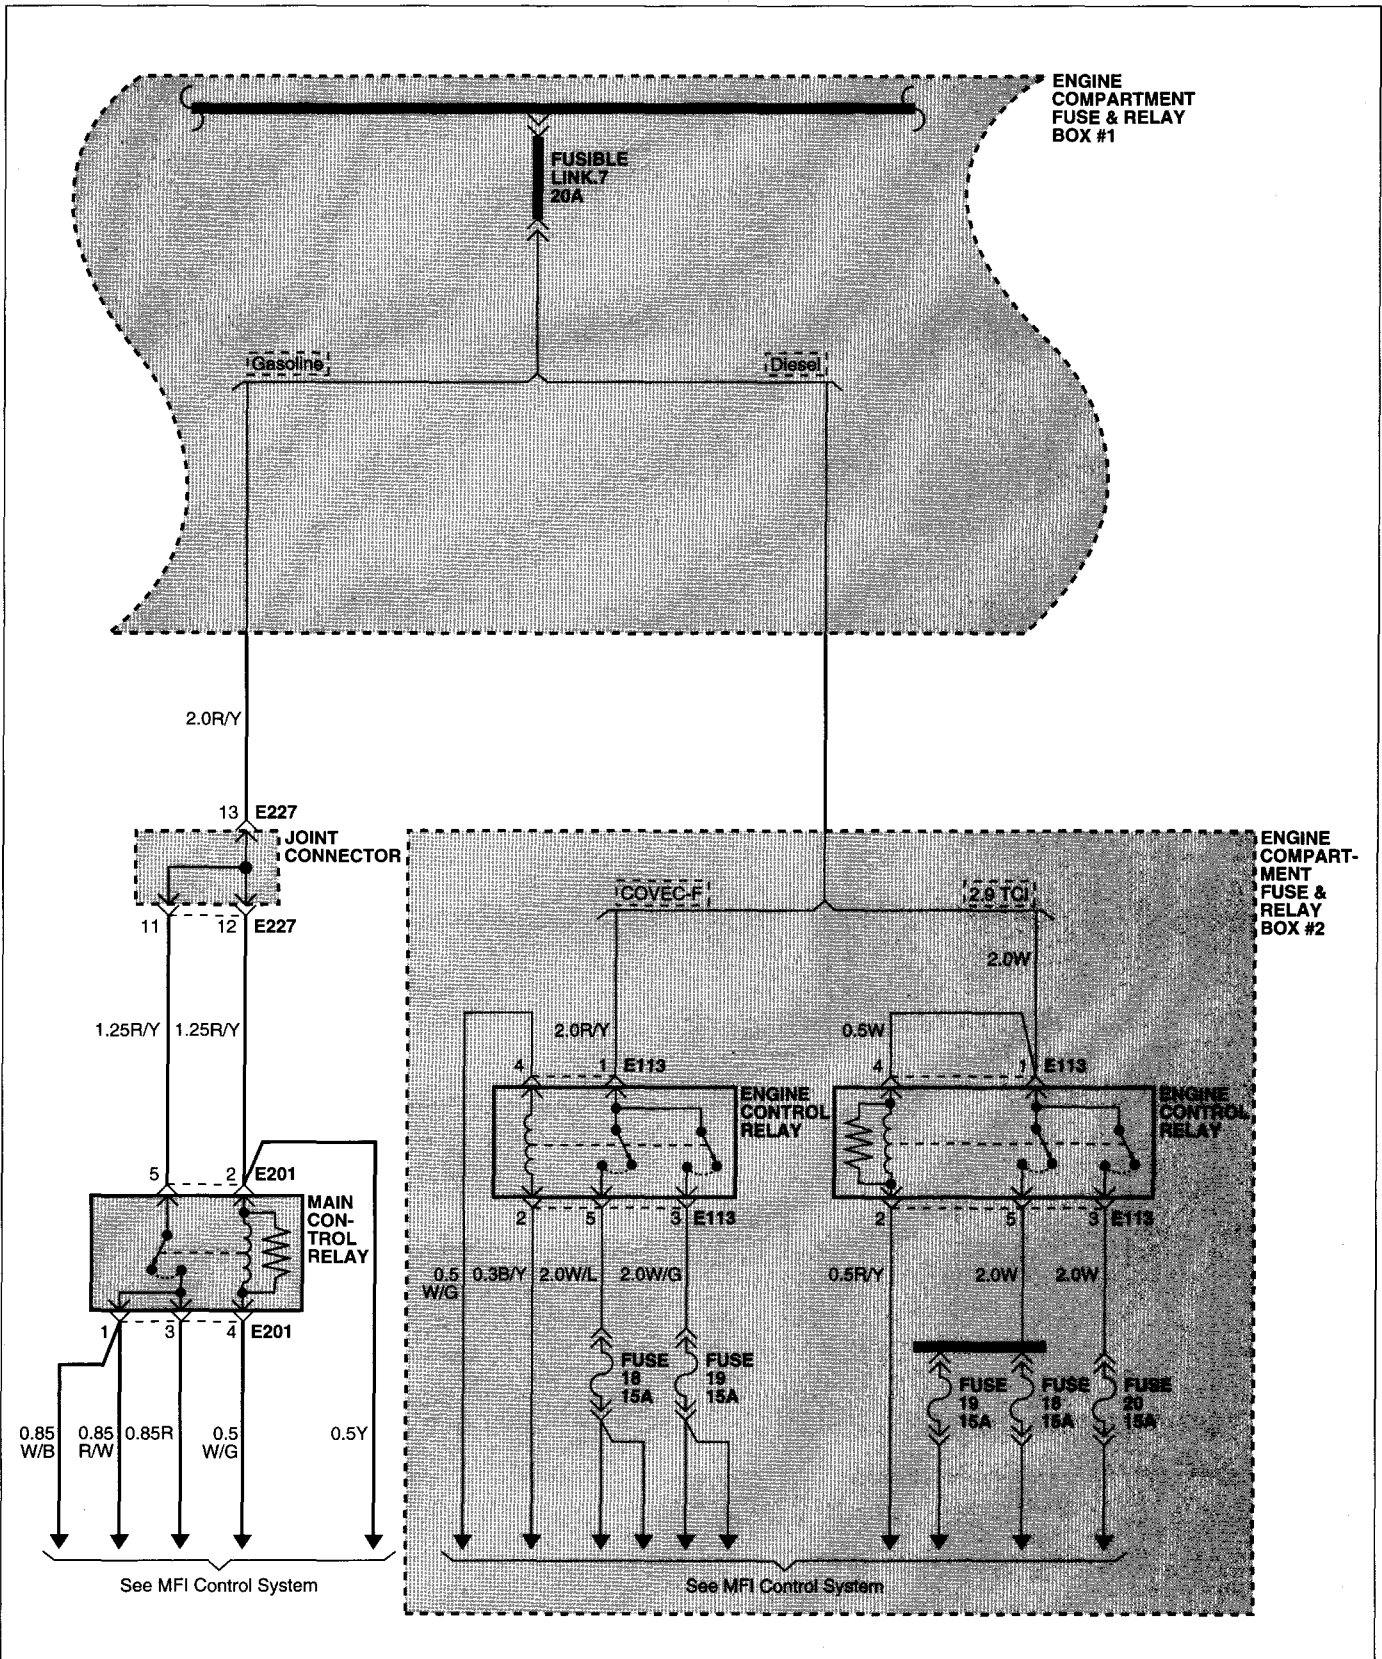 ENGINE
COMPARTMENT
FUSE & RELAY
BOX #1
FUSIBLE
LINK.7
20A
Gasoline
Diesel
2.0R/Y
13 E227
JOINT
CONNECTOR
11 12 E227
1.25R/Y 1.25R/Y
5 2 E201
MAIN
CON-
TROL
RELAY
1 3 4 E201
0.85
W/B
0.85
R/W
0.85R
0.5
W/G
0.5Y
See MFI Control System
ENGINE
COMPART-
MENT
FUSE &
RELAY
BOX #2
COVEC-F
2.9 TCI
2.0W
2.0R/Y
0.5W
4 1 E113
ENGINE
CONTROL
RELAY
4 1 E113
ENGINE
CONTROL
RELAY
2 5 3 E113
2 5 3 E113
0.5
W/G
0.3B/Y
2.0W/L
2.0W/G
0.5R/Y
2.0W
2.0W
FUSE
18
15A
FUSE
19
15A
FUSE
19
15A
FUSE
18
15A
FUSE
20
15A
See MFI Control System